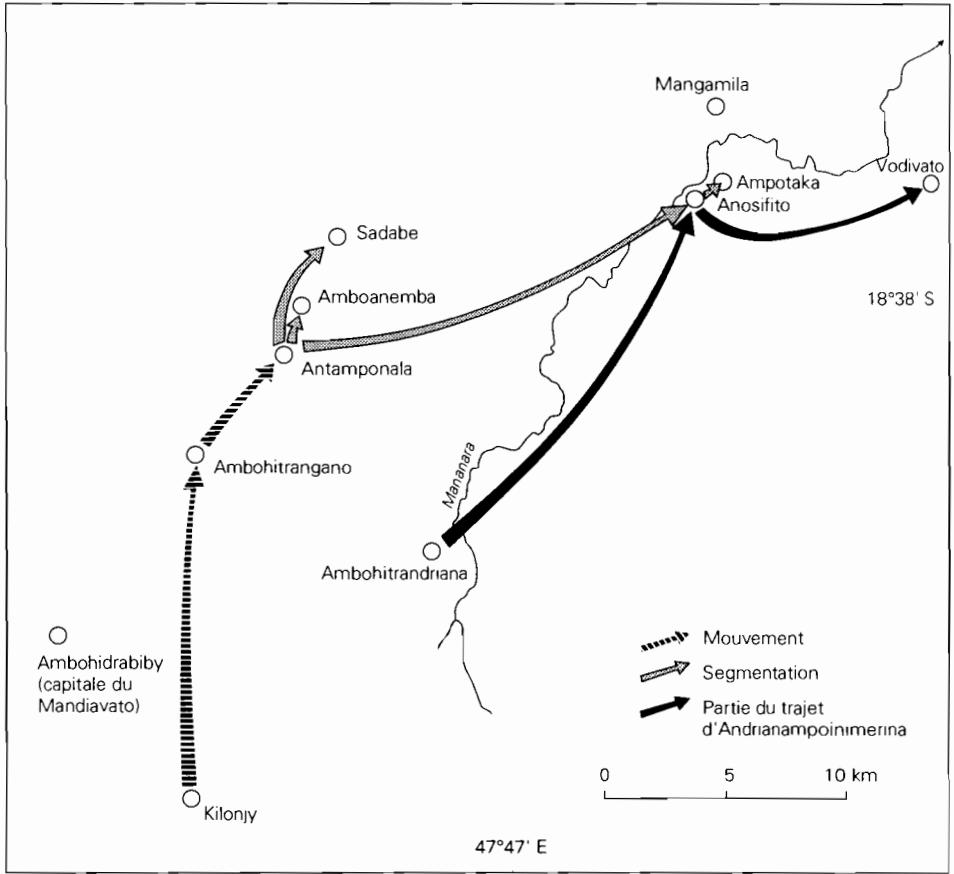 Mangamila
Vodivato
Ampotaka
Anosifito
Sadabe
Amboanemba
18°38' S
Antamponala
Ambohitrangano
Mananara
Ambohitrandriana
Ambohidrabiby
(capitale du
Mandiavato)
Mouvement
Segmentation
Partie du trajet
d'Andrianampoinimerina
0 5 10 km
Kilonjy
47°47' E